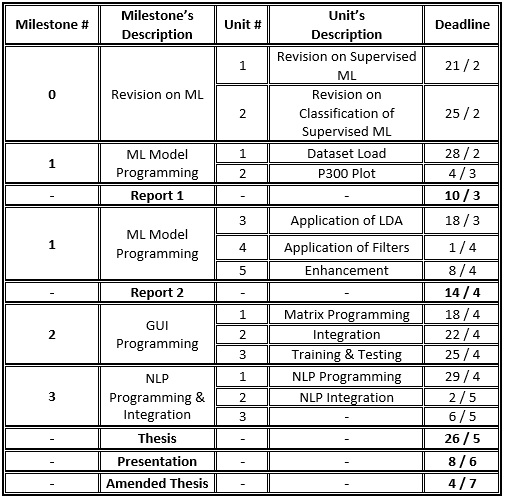 Milestone # Milestone's Description Unit # Unit's Description Deadline
0 Revision on ML 1 Revision on Supervised ML 21 / 2
2 Revision on Classification of Supervised ML 25 / 2
1 ML Model Programming 1 Dataset Load 28 / 2
2 P300 Plot 4 / 3
- Report 1 - - 10 / 3
1 ML Model Programming 3 Application of LDA 18 / 3
4 Application of Filters 1 / 4
5 Enhancement 8 / 4
- Report 2 - - 14 / 4
2 GUI Programming 1 Matrix Programming 18 / 4
2 Integration 22 / 4
3 Training & Testing 25 / 4
3 NLP Programming & Integration 1 NLP Programming 29 / 4
2 NLP Integration 2 / 5
3 - 6 / 5
- Thesis - - 26 / 5
- Presentation - - 8 / 6
- Amended Thesis - - 4 / 7